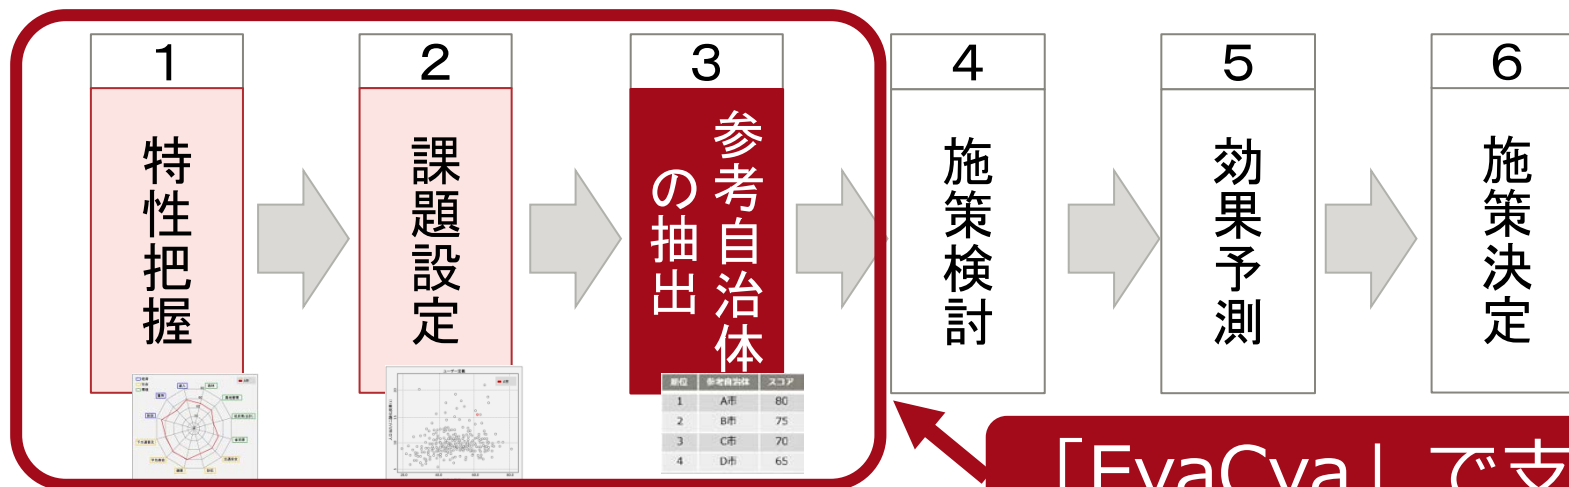 1
特性把握
2
課題設定
3
参考自治体
の抽出
4
施策検討
5
効果予測
6
施策決定
順位 参考自治体 スコア
1 A市 80
2 B市 75
3 C市 70
4 D市 65
「EvaCva」で支